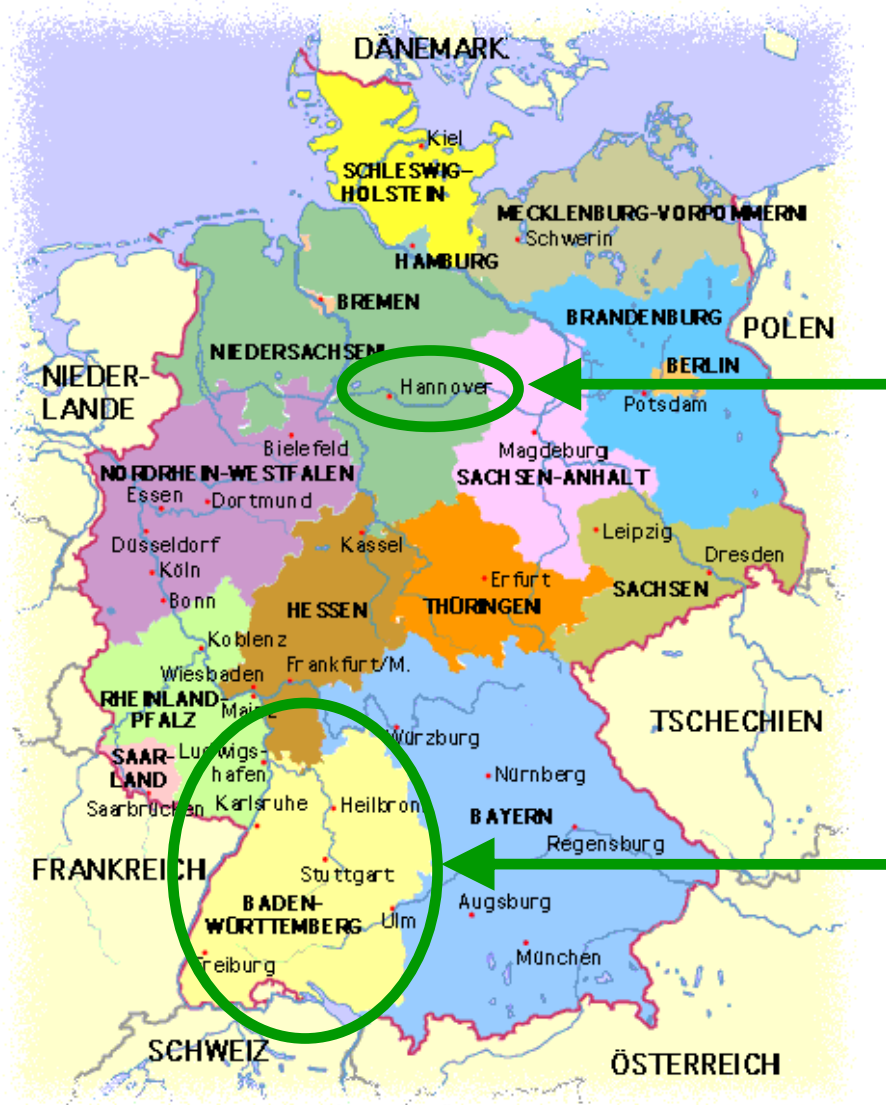 DÄNEMARK
Kiel
SCHLESWIG-
HOLSTEIN
MECKLENBURG-VORPOMMERN
Schwerin
HAMBURG
BREMEN
BRANDENBURG
POLEN
NIEDERSACHSEN
BERLIN
NIEDER-
LANDE
Hannover
Potsdam
Bielefeld
Magdeburg
NORDRHEIN-WESTFALEN
SACHSEN-ANHALT
Essen
Dortmund
Leipzig
Düsseldorf
Kassel
Dresden
Köln
Erfurt
SACHSEN
Bonn
HESSEN
THÜRINGEN
Koblenz
Wiesbaden
Frankfurt/M.
RHEINLAND-
PFALZ
Mainz
TSCHECHIEN
Würzburg
SAAR-
LAND
Ludwigs-
hafen
Nürnberg
Saarbrücken
Karlsruhe
Heilbronn
BAYERN
Regensburg
FRANKREICH
Stuttgart
BADEN-
WÜRTTEMBERG
Ulm
Augsburg
Freiburg
München
SCHWEIZ
ÖSTERREICH